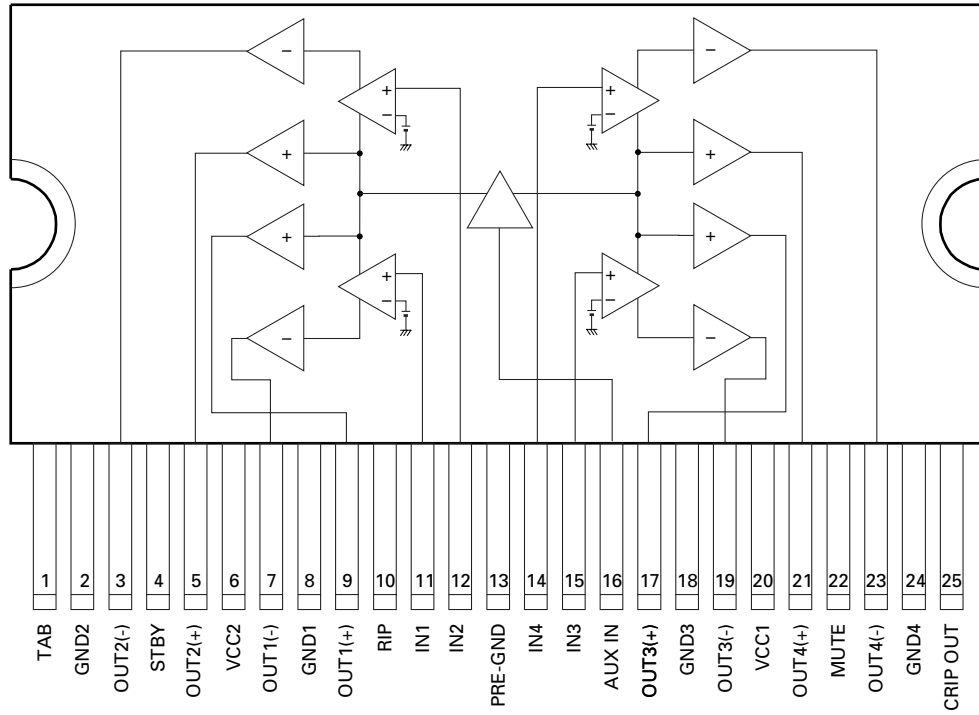 -
-
+
-
+
-
+
+
+
+
+
-
+
-
-
-
1 2 3 4 5 6 7 8 9 10 11 12 13 14 15 16 17 18 19 20 21 22 23 24 25
TAB
GND2
OUT2(-)
STBY
OUT2(+)
VCC2
OUT1(-)
GND1
OUT1(+)
RIP
IN1
IN2
PRE-GND
IN4
IN3
AUX IN
OUT3(+)
GND3
OUT3(-)
VCC1
OUT4(+)
MUTE
OUT4(-)
GND4
CRIP OUT